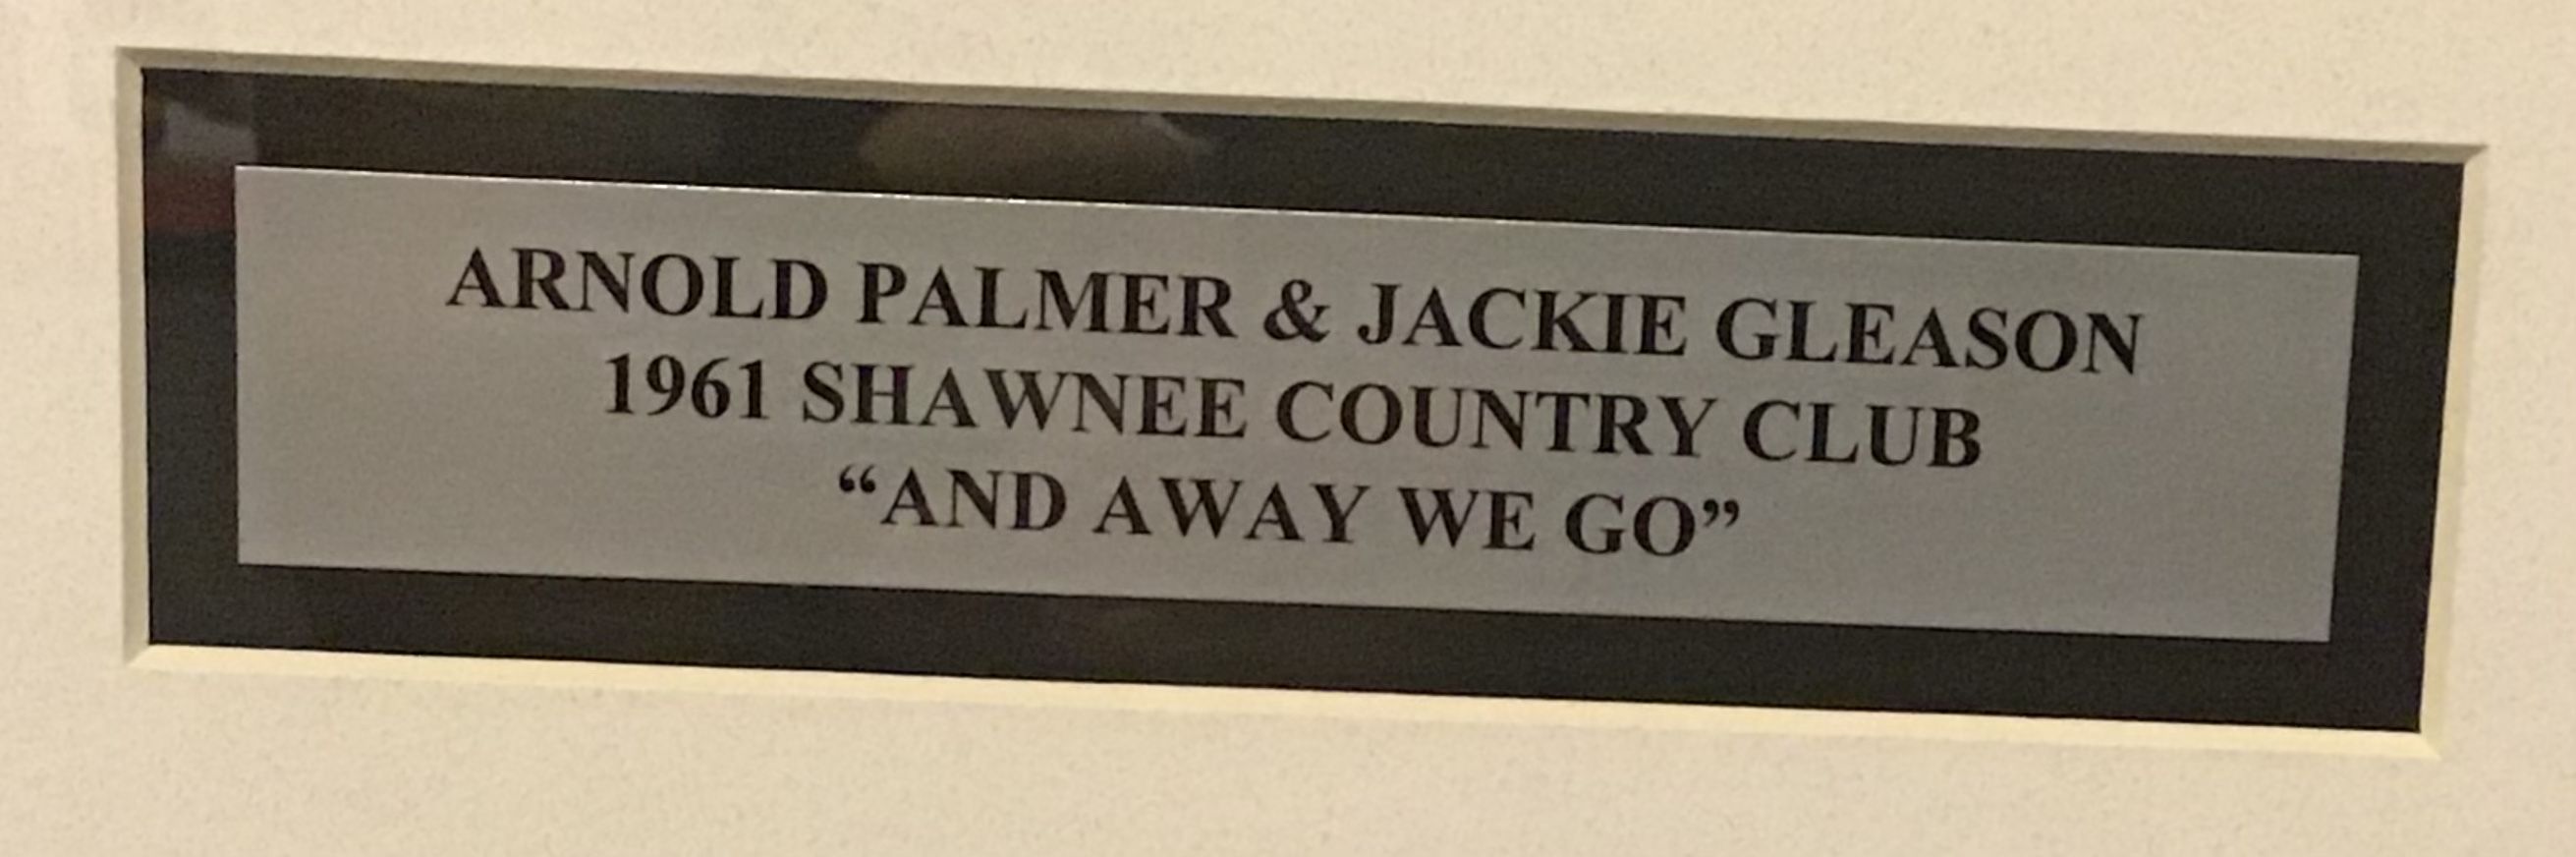 ARNOLD PALMER & JACKIE GLEASON
1961 SHAWNEE COUNTRY CLUB
“AND AWAY WE GO”